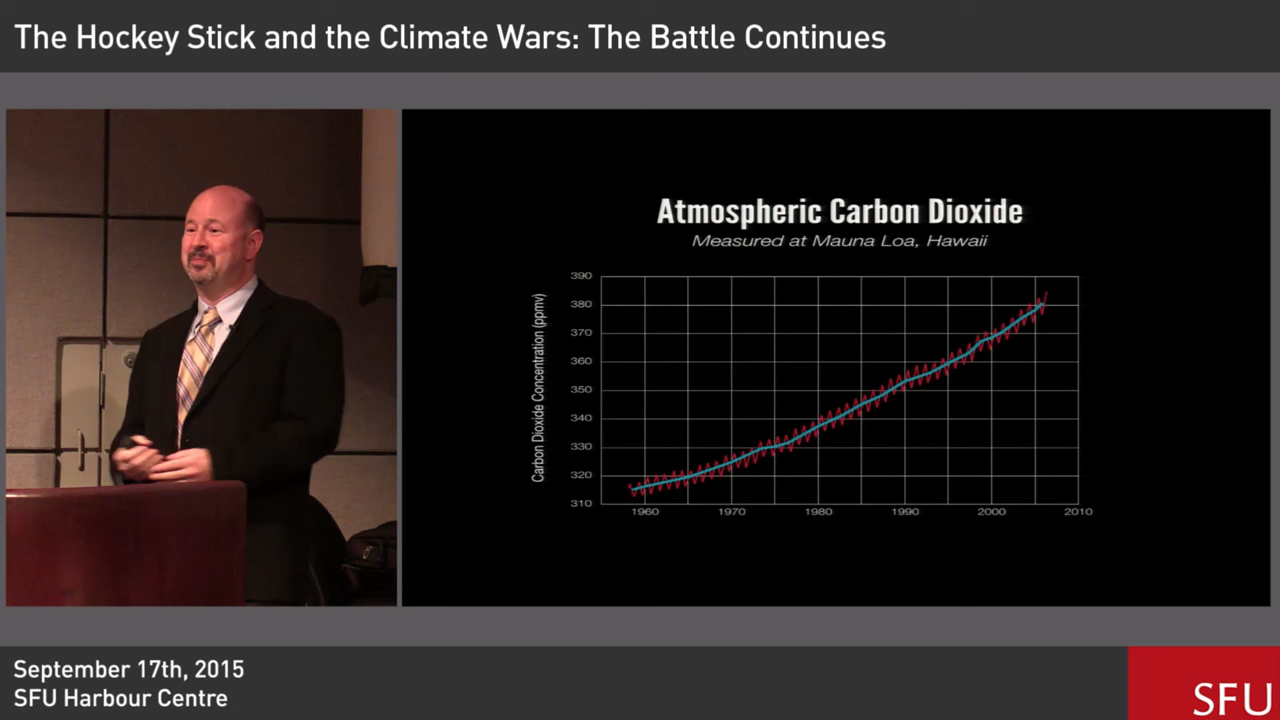 The Hockey Stick and the Climate Wars: The Battle Continues
Atmospheric Carbon Dioxide
Measured at Mauna Loa, Hawaii
Carbon Dioxide Concentration (ppmv)
390
380
370
360
350
340
330
320
310
1960 1970 1980 1990 2000 2010
September 17th, 2015
SFU Harbour Centre
SFU